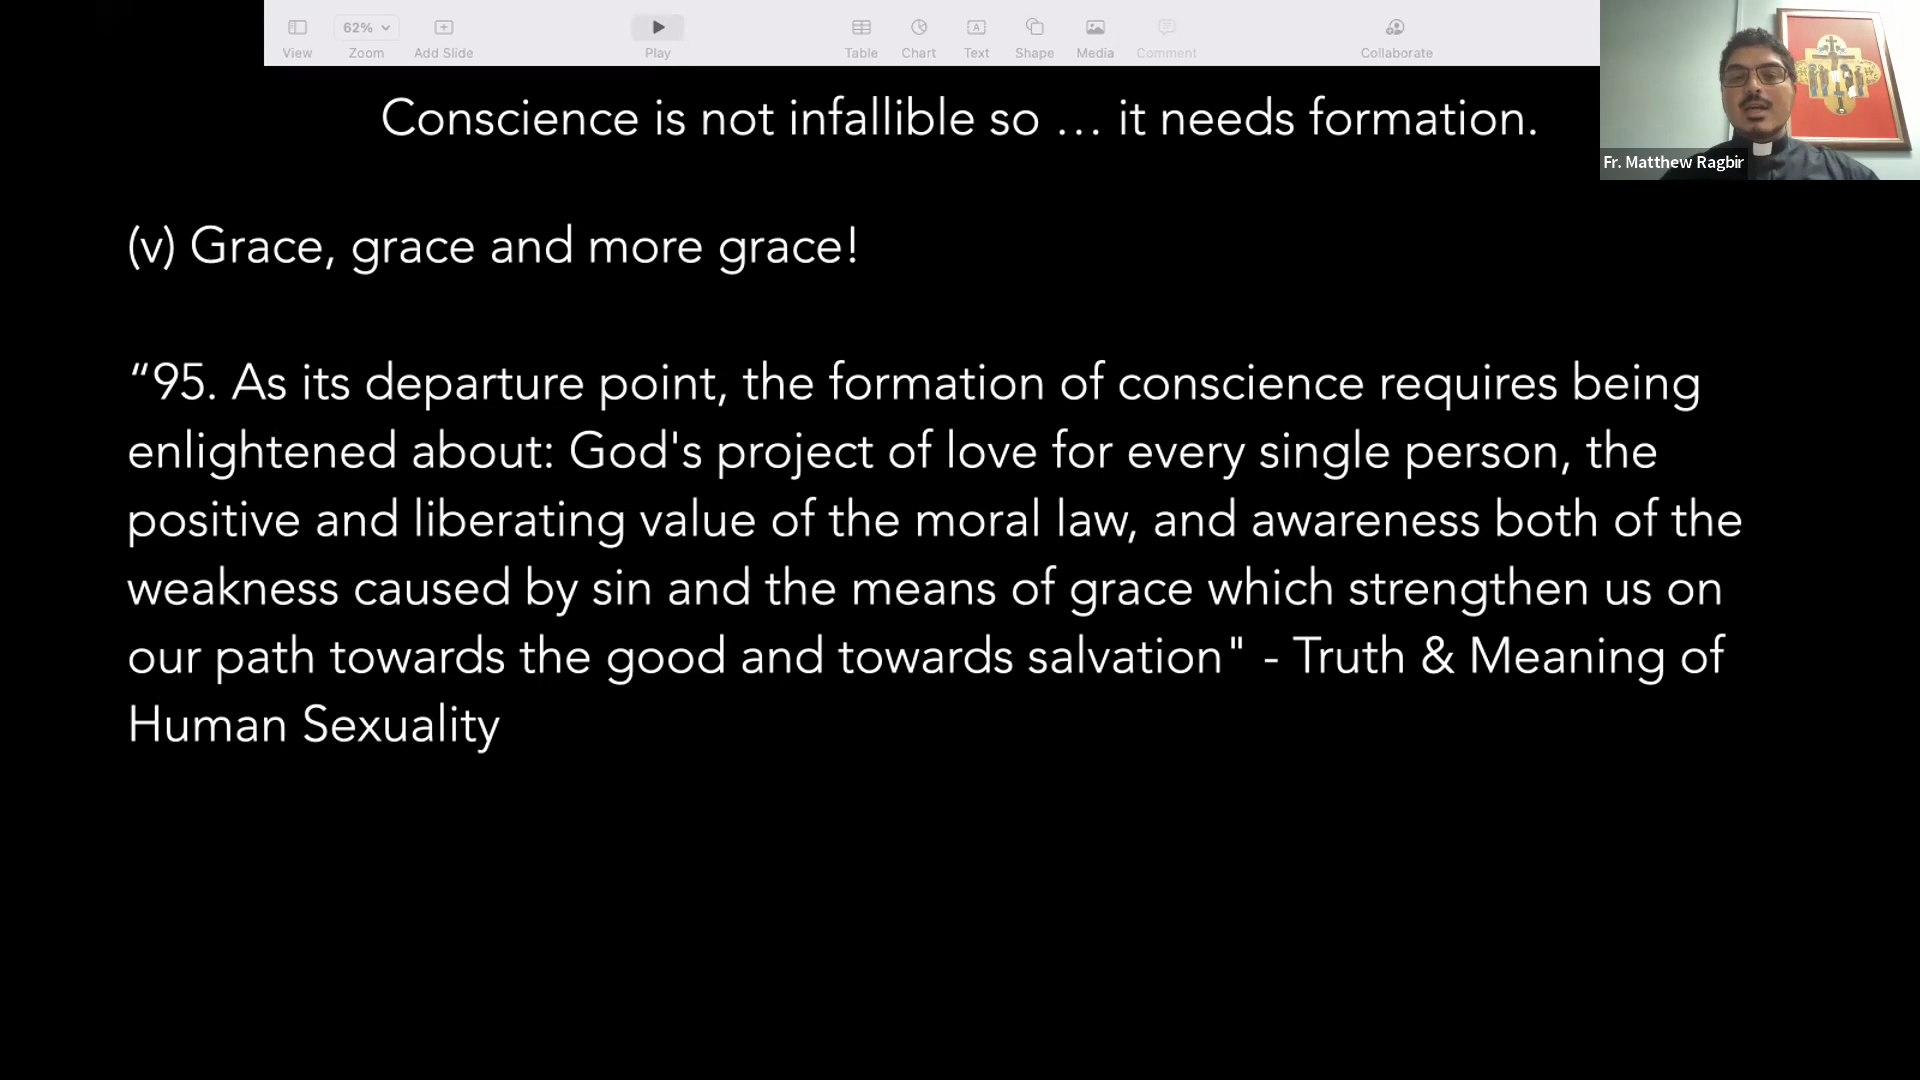 62%
View
Zoom
Add Slide
Play
Table
Chart
Text
Shape
Media
Comment
Collaborate
Conscience is not infallible so … it needs formation.
Fr. Matthew Ragbir
(v) Grace, grace and more grace!
“95. As its departure point, the formation of conscience requires being
enlightened about: God's project of love for every single person, the
positive and liberating value of the moral law, and awareness both of the
weakness caused by sin and the means of grace which strengthen us on
our path towards the good and towards salvation" - Truth & Meaning of
Human Sexuality